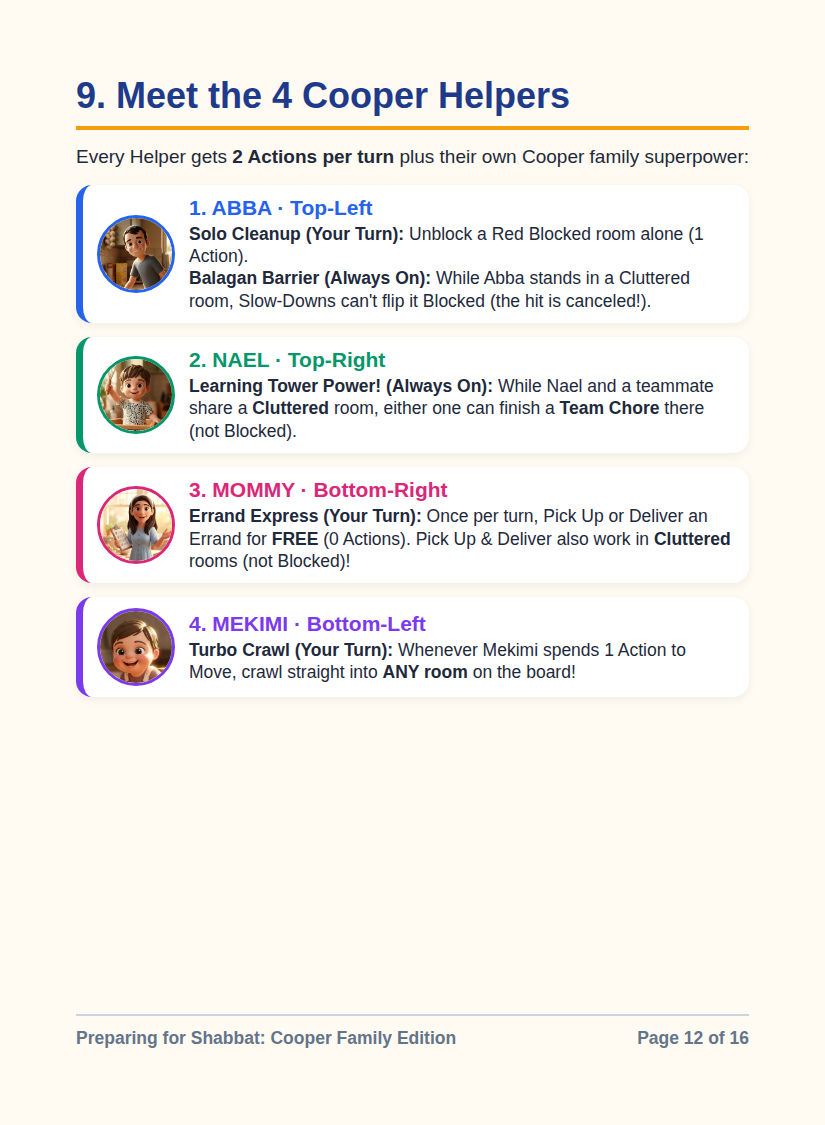 9. Meet the 4 Cooper Helpers
Every Helper gets 2 Actions per turn plus their own Cooper family superpower:
1. ABBA · Top-Left
Solo Cleanup (Your Turn): Unblock a Red Blocked room alone (1
Action).
Balagan Barrier (Always On): While Abba stands in a Cluttered
room, Slow-Downs can't flip it Blocked (the hit is canceled!).
2. NAEL · Top-Right
Learning Tower Power! (Always On): While Nael and a teammate
share a Cluttered room, either one can finish a Team Chore there
(not Blocked).
3. MOMMY · Bottom-Right
Errand Express (Your Turn): Once per turn, Pick Up or Deliver an
Errand for FREE (0 Actions). Pick Up & Deliver also work in Cluttered
rooms (not Blocked)!
4. MEKIMI · Bottom-Left
Turbo Crawl (Your Turn): Whenever Mekimi spends 1 Action to
Move, crawl straight into ANY room on the board!
Preparing for Shabbat: Cooper Family Edition
Page 12 of 16